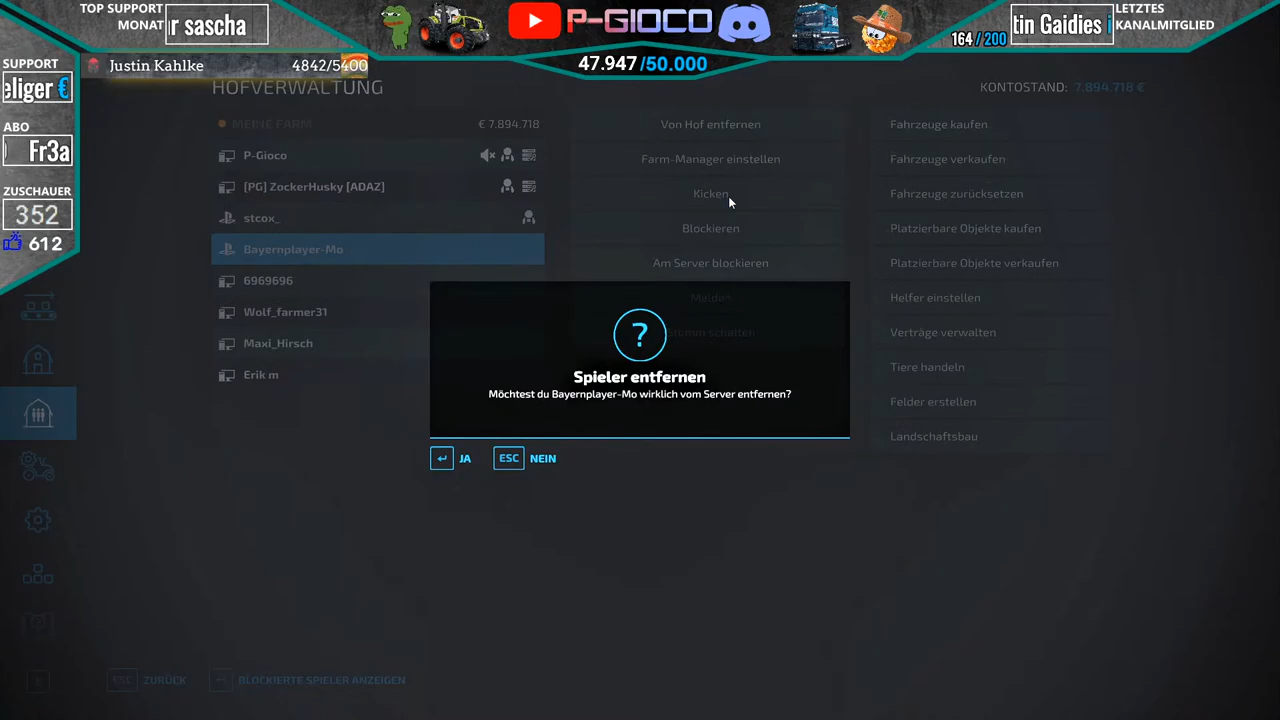 TOP SUPPORT
MONAT
r sascha
P-GIOCO
164 / 200
tin Gaidies i
LETZTES
KANALMITGLIED
SUPPORT
eliger €
Justin Kahlke
4842/5400
47.947/50.000
HOFVERWALTUNG
KONTOSTAND: 7.894.718 €
ABO
Fr3a
ZUSCHAUER
352
612
MEINE FARM
€ 7.894.718
P-Gioco
[PG] ZockerHusky [ADAZ]
stcox_
Bayernplayer-Mo
6969696
Wolf_farmer31
Maxi_Hirsch
Erik m
Von Hof entfernen
Farm-Manager einstellen
Kicken
Blockieren
Am Server blockieren
Melden
Stumm schalten
Fahrzeuge kaufen
Fahrzeuge verkaufen
Fahrzeuge zurücksetzen
Platzierbare Objekte kaufen
Platzierbare Objekte verkaufen
Helfer einstellen
Verträge verwalten
Tiere handeln
Felder erstellen
Landschaftsbau
?
Spieler entfernen
Möchtest du Bayernplayer-Mo wirklich vom Server entfernen?
↵ JA
ESC NEIN
ESC ZURÜCK
BLOCKIERTE SPIELER ANZEIGEN